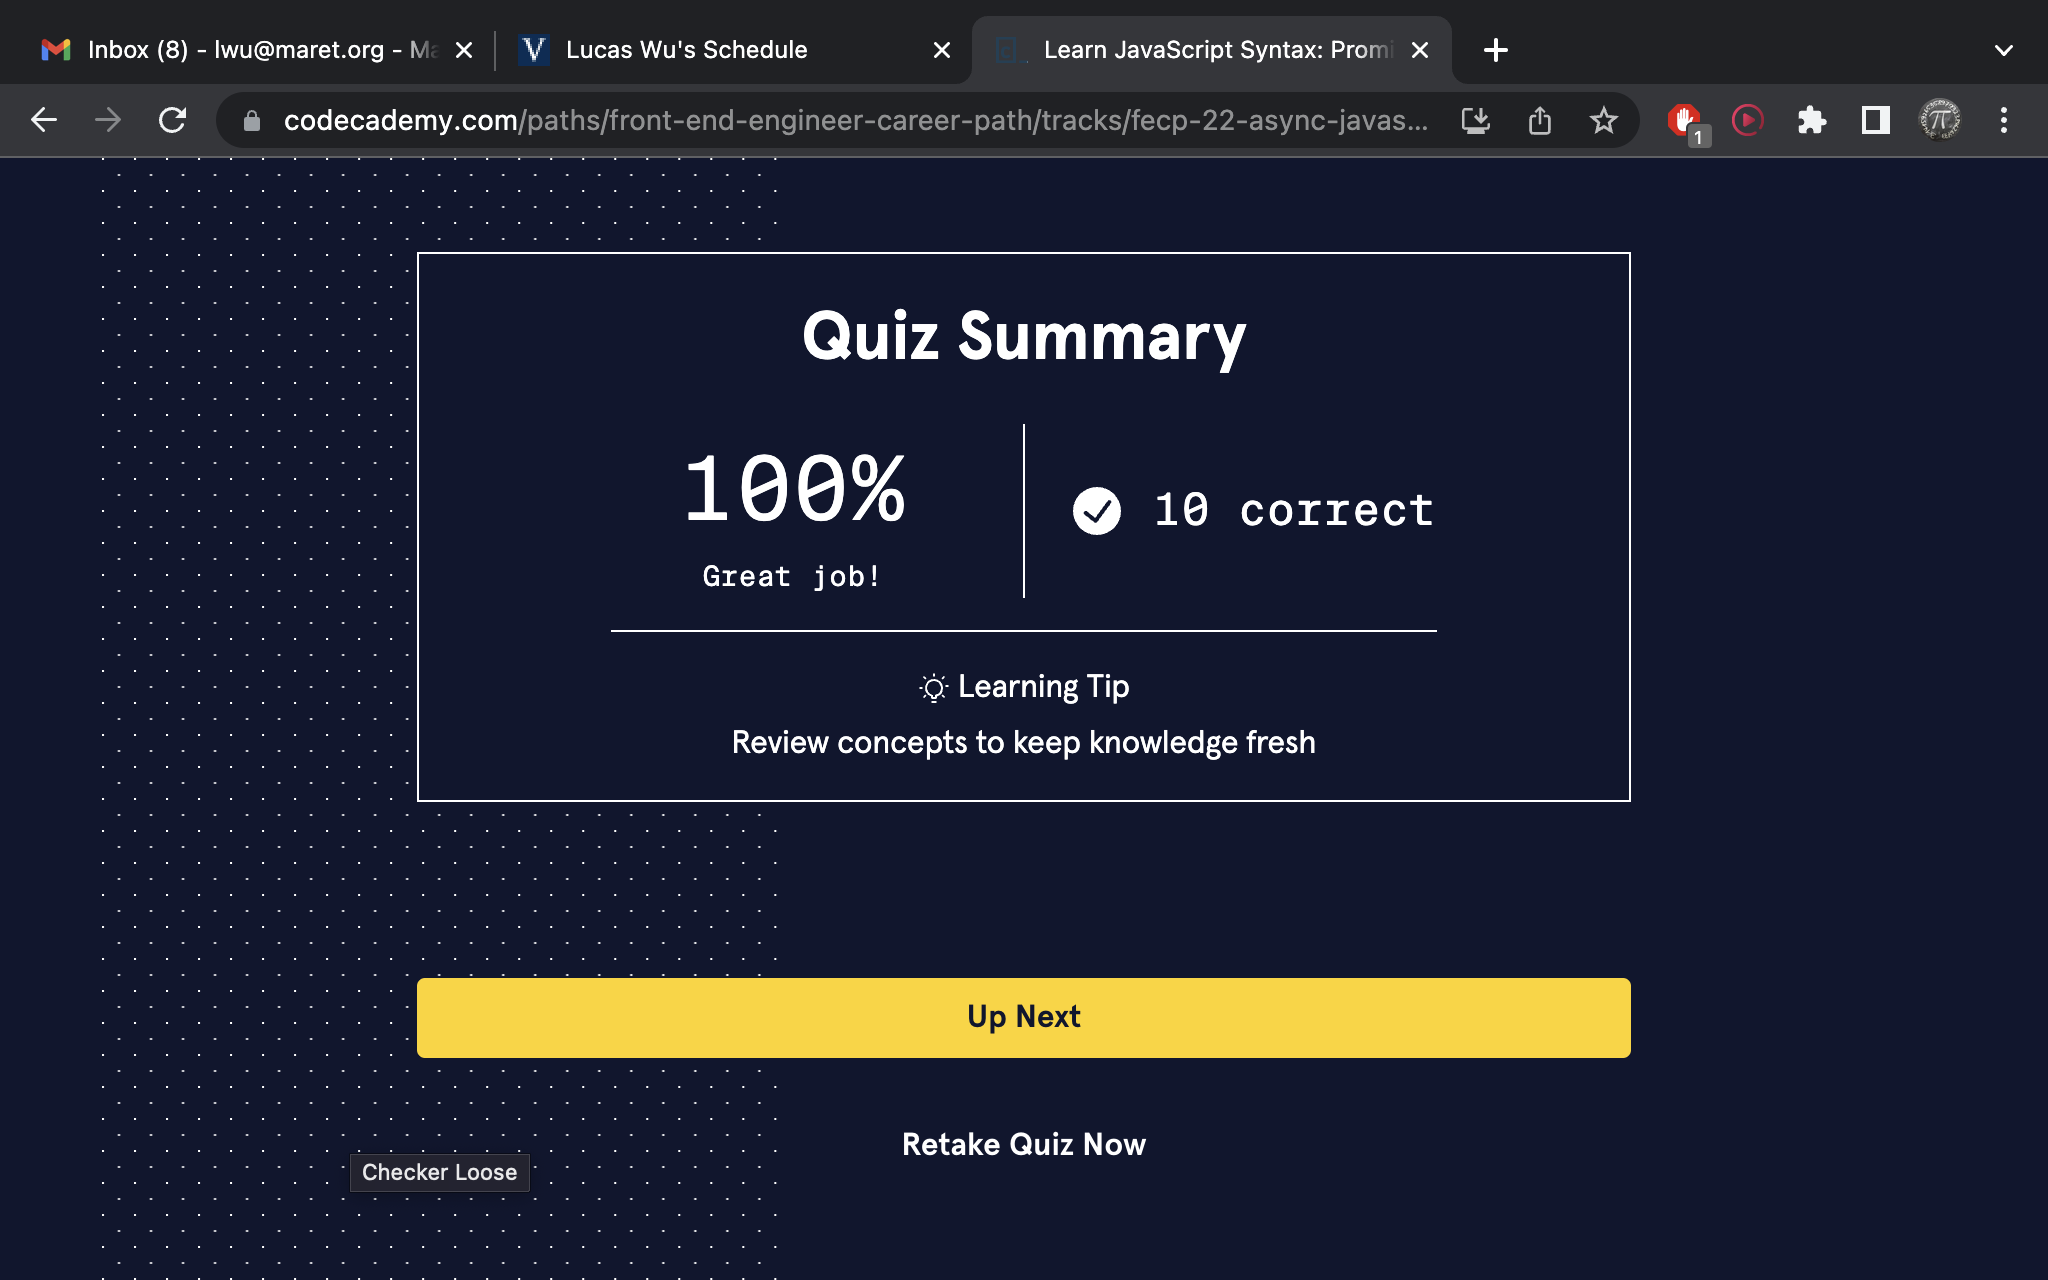 Inbox (8) - lwu@maret.org - Ma
Lucas Wu's Schedule
Learn JavaScript Syntax: Promi
codecademy.com/paths/front-end-engineer-career-path/tracks/fecp-22-async-javas...
1
π
Quiz Summary
100%
Great job!
10 correct
Learning Tip
Review concepts to keep knowledge fresh
Up Next
Retake Quiz Now
Checker Loose